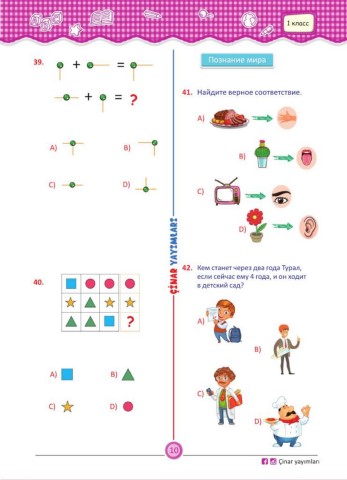 1 класс
39.
+ =
+ = ?
A) B)
C) D)
40.
?
A) B)
C) D)
Познание мира
41. Найдите верное соответствие.
A)
B)
C)
D)
42. Кем станет через два года Турал,
если сейчас ему 4 года, и он ходит
в детский сад?
A)
B)
C)
D)
ÇİNAR YAYIMLARI
10
Çinar yayımları